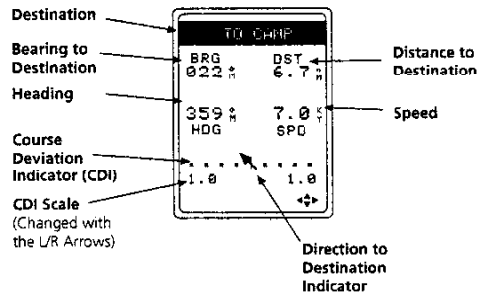 Destination
Bearing to
Destination
Heading
Course
Deviation
Indicator (CDI)
CDI Scale
(Changed with
the L/R Arrows)
TO CAMP
BRG DST
022 ° M 6.7 n m
359 ° M 7.0 K T
HDG SPD
1.0 1.0
Distance to
Destination
Speed
Direction to
Destination
Indicator